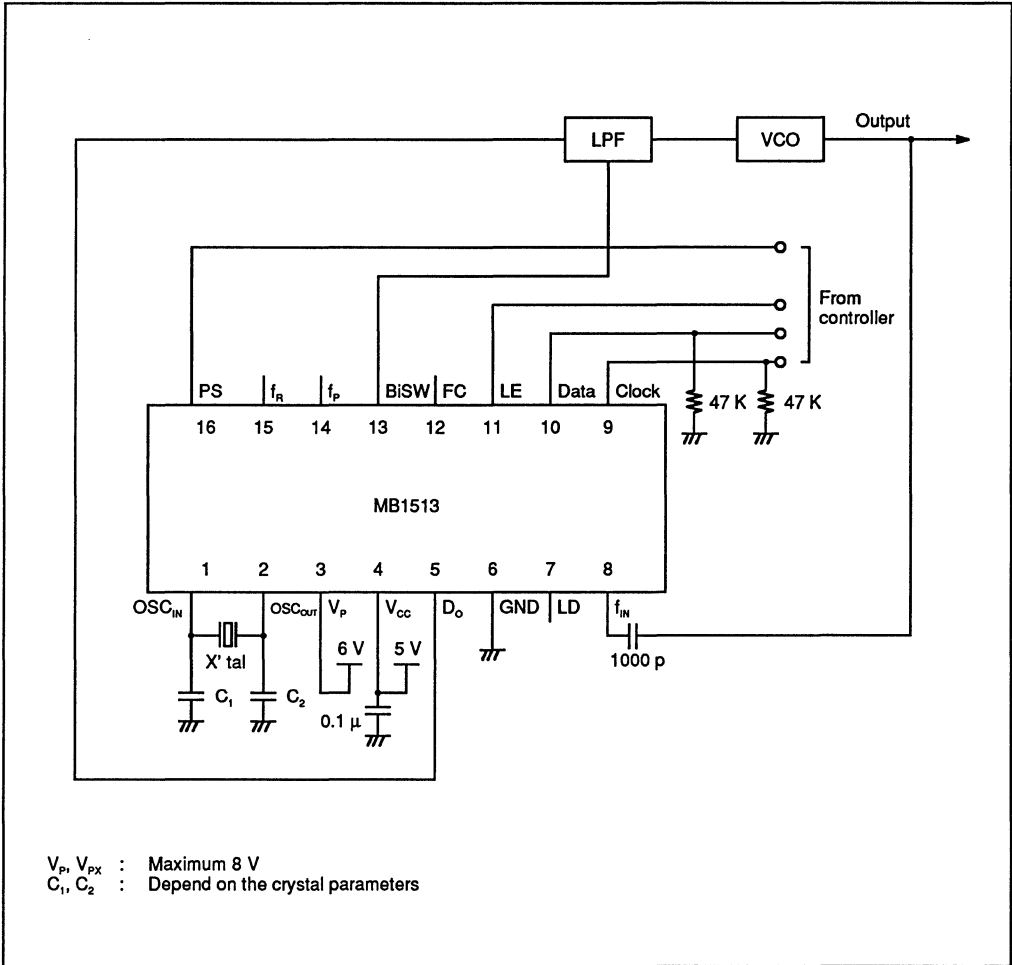 Output
LPF
VCO
From
controller
PS
fR
fP
BiSW
FC
LE
Data
Clock
47 K
47 K
16
15
14
13
12
11
10
9
MB1513
1
2
3
4
5
6
7
8
OSCIN
OSCOUT
VP
VCC
DO
GND
LD
fIN
X' tal
6 V
5 V
1000 p
C1
C2
0.1 μ
VP, VPX : Maximum 8 V
C1, C2 : Depend on the crystal parameters